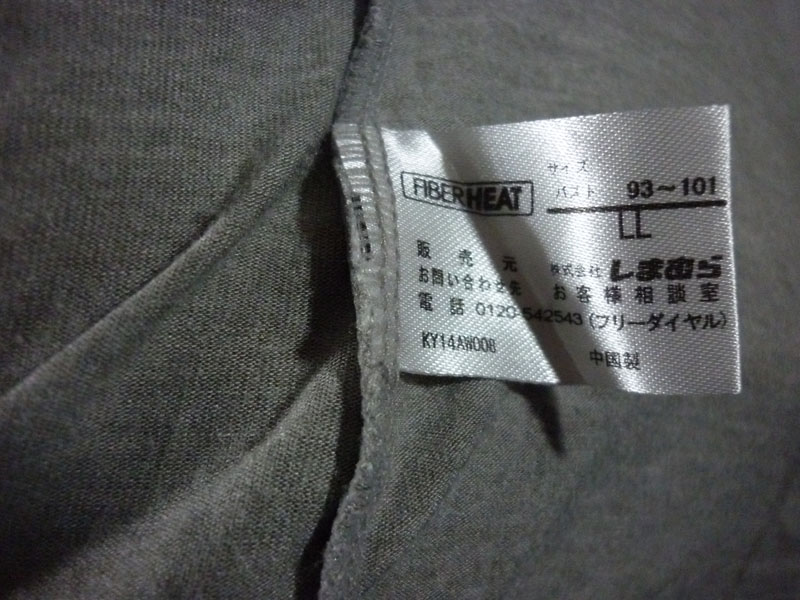 サイズ
FIBERHEAT バスト 93～101
LL
販売元 株式会社 しまむら
お問い合わせ先 お客様相談室
電話 0120-542543(フリーダイヤル)
KY14AW008 中国製